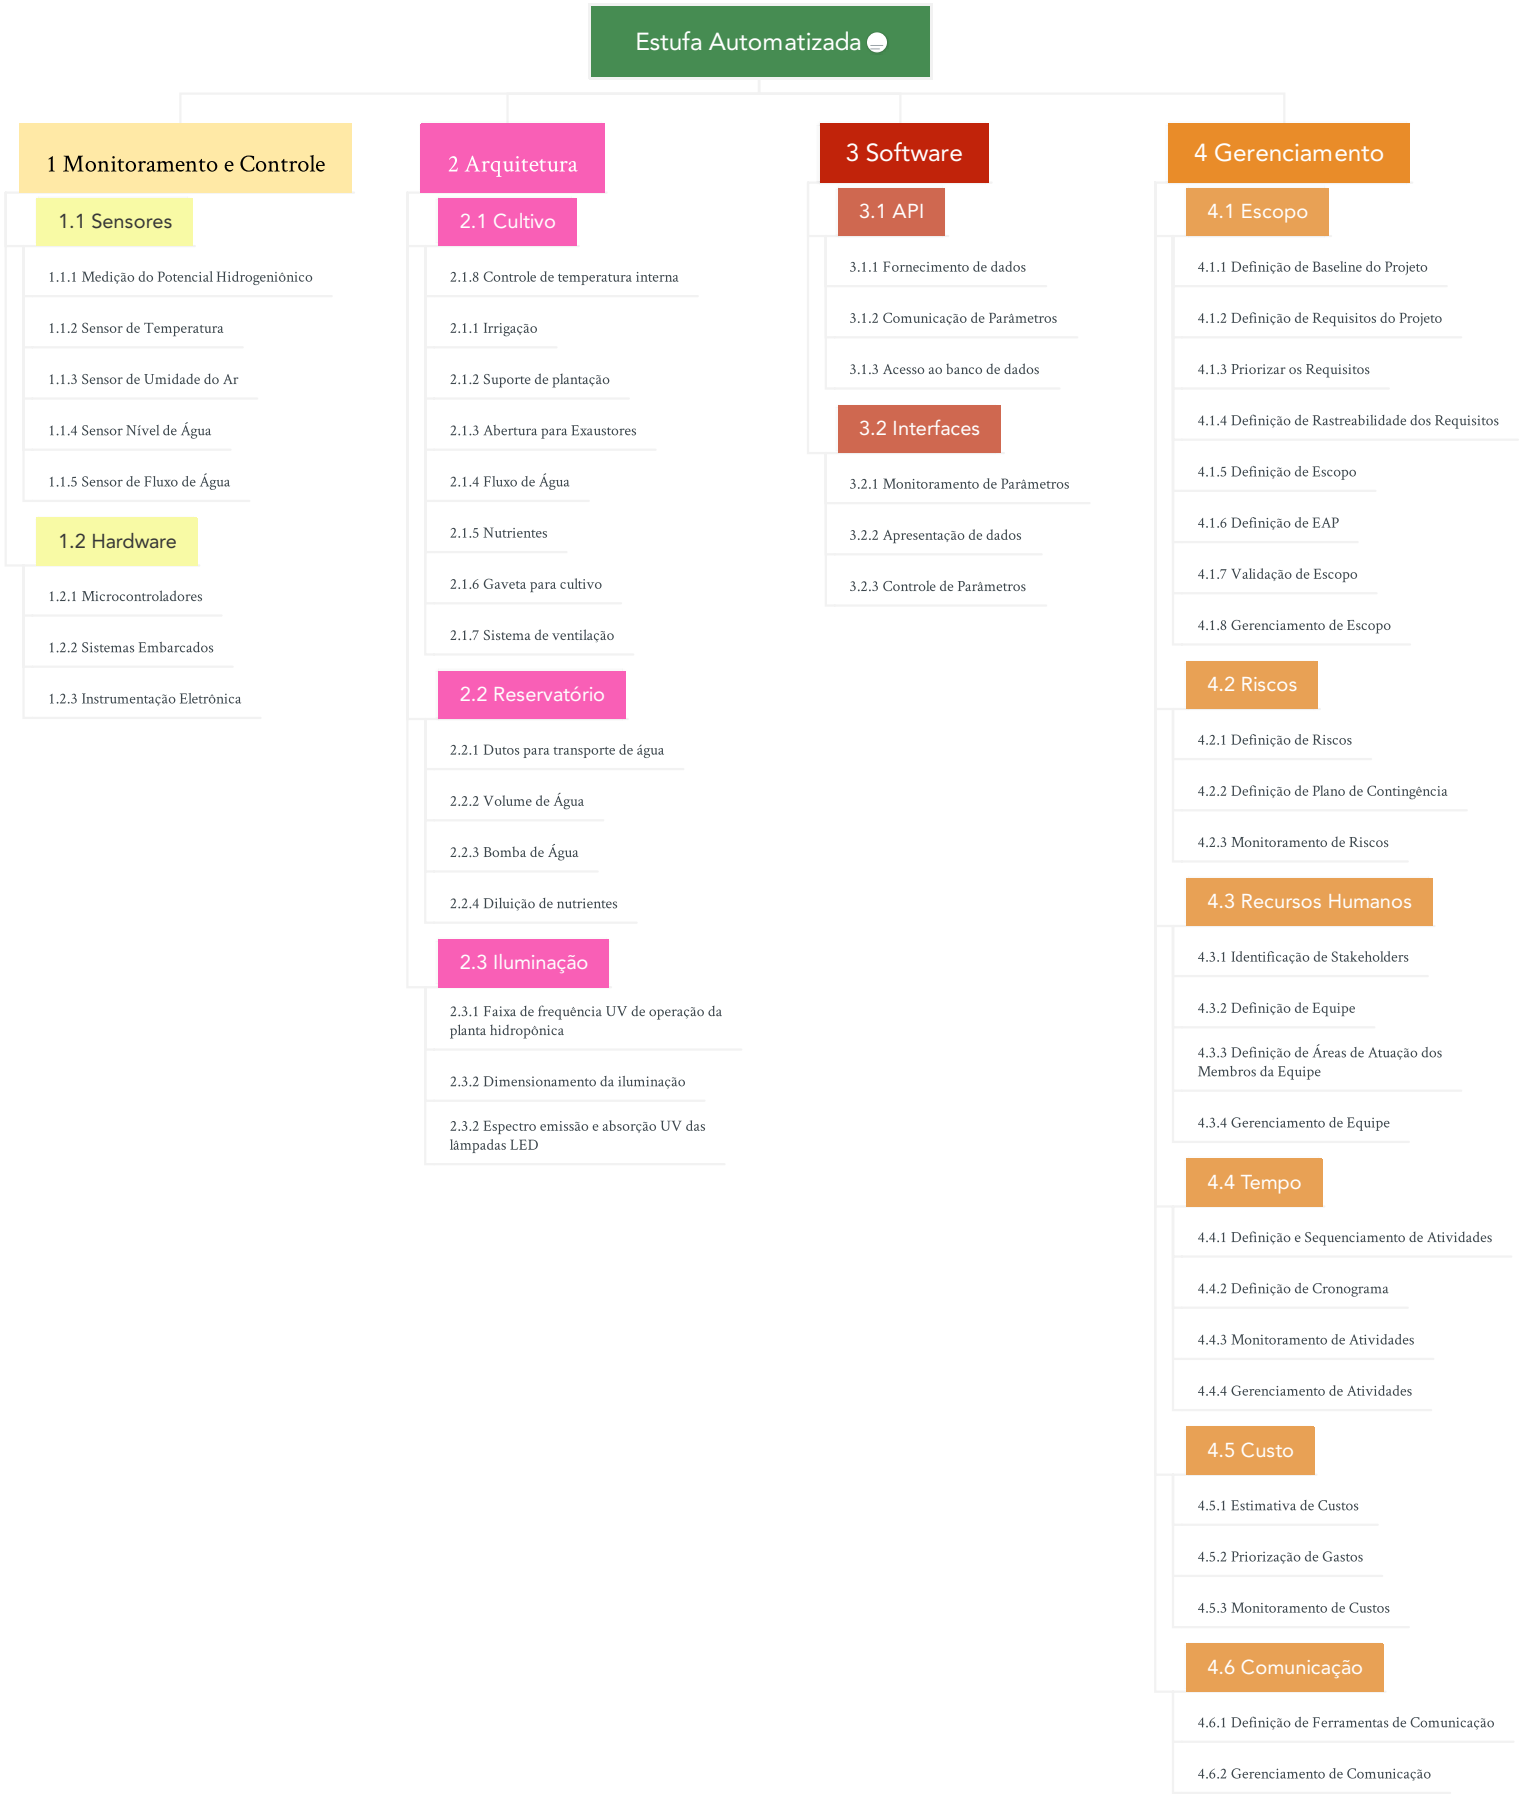 Estufa Automatizada
1 Monitoramento e Controle
1.1 Sensores
1.1.1 Medição do Potencial Hidrogeniônico
1.1.2 Sensor de Temperatura
1.1.3 Sensor de Umidade do Ar
1.1.4 Sensor Nível de Água
1.1.5 Sensor de Fluxo de Água
1.2 Hardware
1.2.1 Microcontroladores
1.2.2 Sistemas Embarcados
1.2.3 Instrumentação Eletrônica
2 Arquitetura
2.1 Cultivo
2.1.8 Controle de temperatura interna
2.1.1 Irrigação
2.1.2 Suporte de plantação
2.1.3 Abertura para Exaustores
2.1.4 Fluxo de Água
2.1.5 Nutrientes
2.1.6 Gaveta para cultivo
2.1.7 Sistema de ventilação
2.2 Reservatório
2.2.1 Dutos para transporte de água
2.2.2 Volume de Água
2.2.3 Bomba de Água
2.2.4 Diluição de nutrientes
2.3 Iluminação
2.3.1 Faixa de frequência UV de operação da
planta hidropônica
2.3.2 Dimensionamento da iluminação
2.3.2 Espectro emissão e absorção UV das
lâmpadas LED
3 Software
3.1 API
3.1.1 Fornecimento de dados
3.1.2 Comunicação de Parâmetros
3.1.3 Acesso ao banco de dados
3.2 Interfaces
3.2.1 Monitoramento de Parâmetros
3.2.2 Apresentação de dados
3.2.3 Controle de Parâmetros
4 Gerenciamento
4.1 Escopo
4.1.1 Definição de Baseline do Projeto
4.1.2 Definição de Requisitos do Projeto
4.1.3 Priorizar os Requisitos
4.1.4 Definição de Rastreabilidade dos Requisitos
4.1.5 Definição de Escopo
4.1.6 Definição de EAP
4.1.7 Validação de Escopo
4.1.8 Gerenciamento de Escopo
4.2 Riscos
4.2.1 Definição de Riscos
4.2.2 Definição de Plano de Contingência
4.2.3 Monitoramento de Riscos
4.3 Recursos Humanos
4.3.1 Identificação de Stakeholders
4.3.2 Definição de Equipe
4.3.3 Definição de Áreas de Atuação dos
Membros da Equipe
4.3.4 Gerenciamento de Equipe
4.4 Tempo
4.4.1 Definição e Sequenciamento de Atividades
4.4.2 Definição de Cronograma
4.4.3 Monitoramento de Atividades
4.4.4 Gerenciamento de Atividades
4.5 Custo
4.5.1 Estimativa de Custos
4.5.2 Priorização de Gastos
4.5.3 Monitoramento de Custos
4.6 Comunicação
4.6.1 Definição de Ferramentas de Comunicação
4.6.2 Gerenciamento de Comunicação